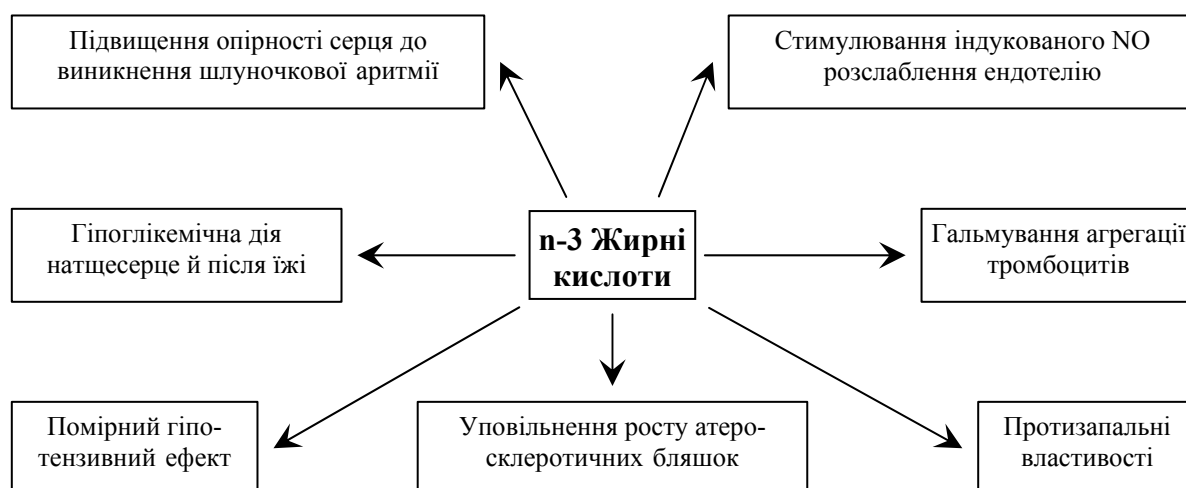 Підвищення опірності серця до
виникнення шлуночкової аритмії
Стимулювання індукованого NO
розслаблення ендотелію
Гіпоглікемічна дія
натщесерце й після їжі
n-3 Жирні
кислоти
Гальмування агрегації
тромбоцитів
Помірний гіпо-
тензивний ефект
Уповільнення росту атеро-
склеротичних бляшок
Протизапальні
властивості